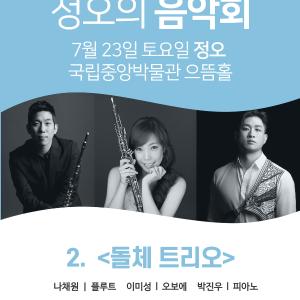 정오의 음악회
7월 23일 토요일 정오
국립중앙박물관 으뜸홀
2. <돌체 트리오>
나채원 | 플루트 이미성 | 오보에 박진우 | 피아노